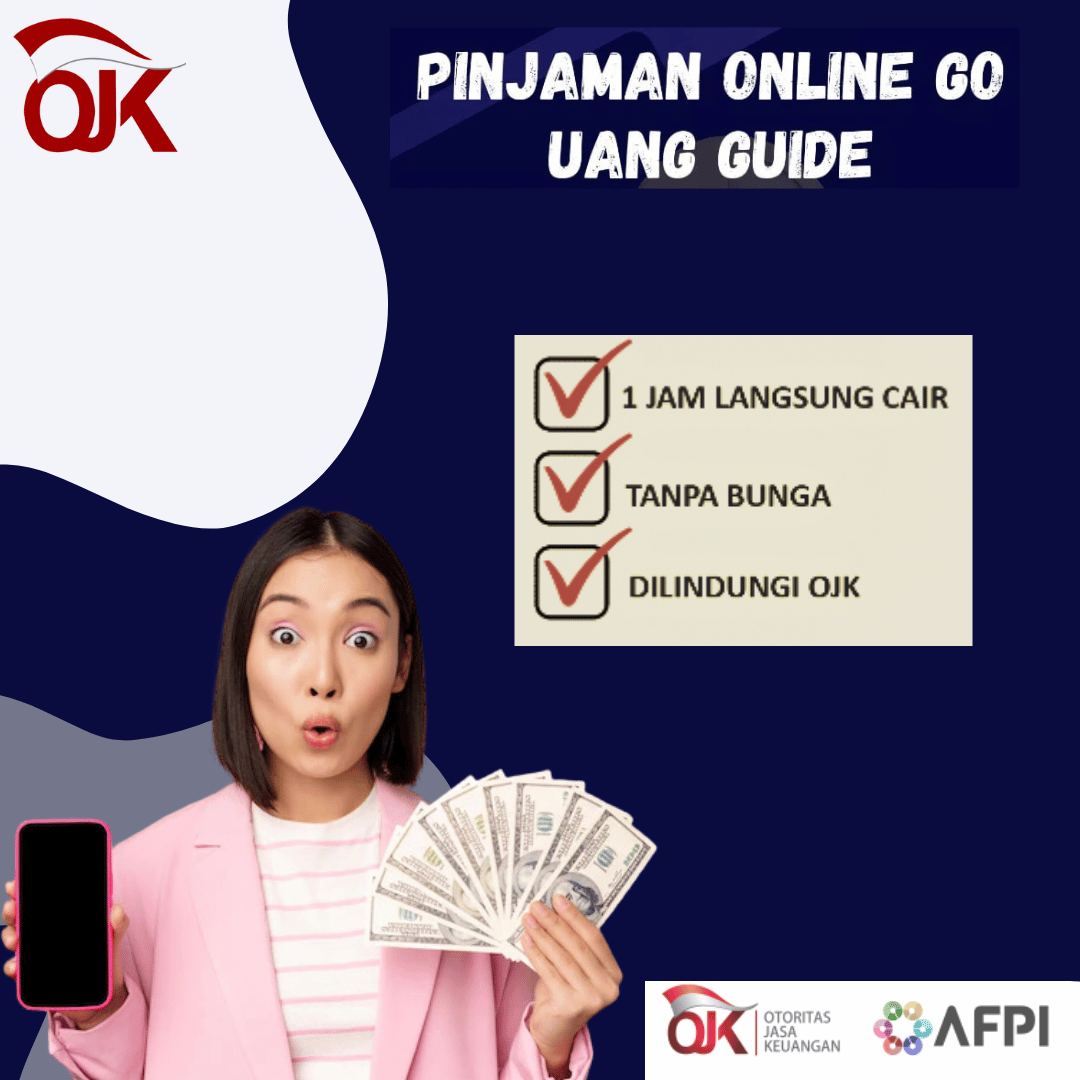 OJK
PINJAMAN ONLINE GO
UANG GUIDE
1 JAM LANGSUNG CAIR
TANPA BUNGA
DILINDUNGI OJK
OJK
OTORITAS
JASA
KEUANGAN
AFPI